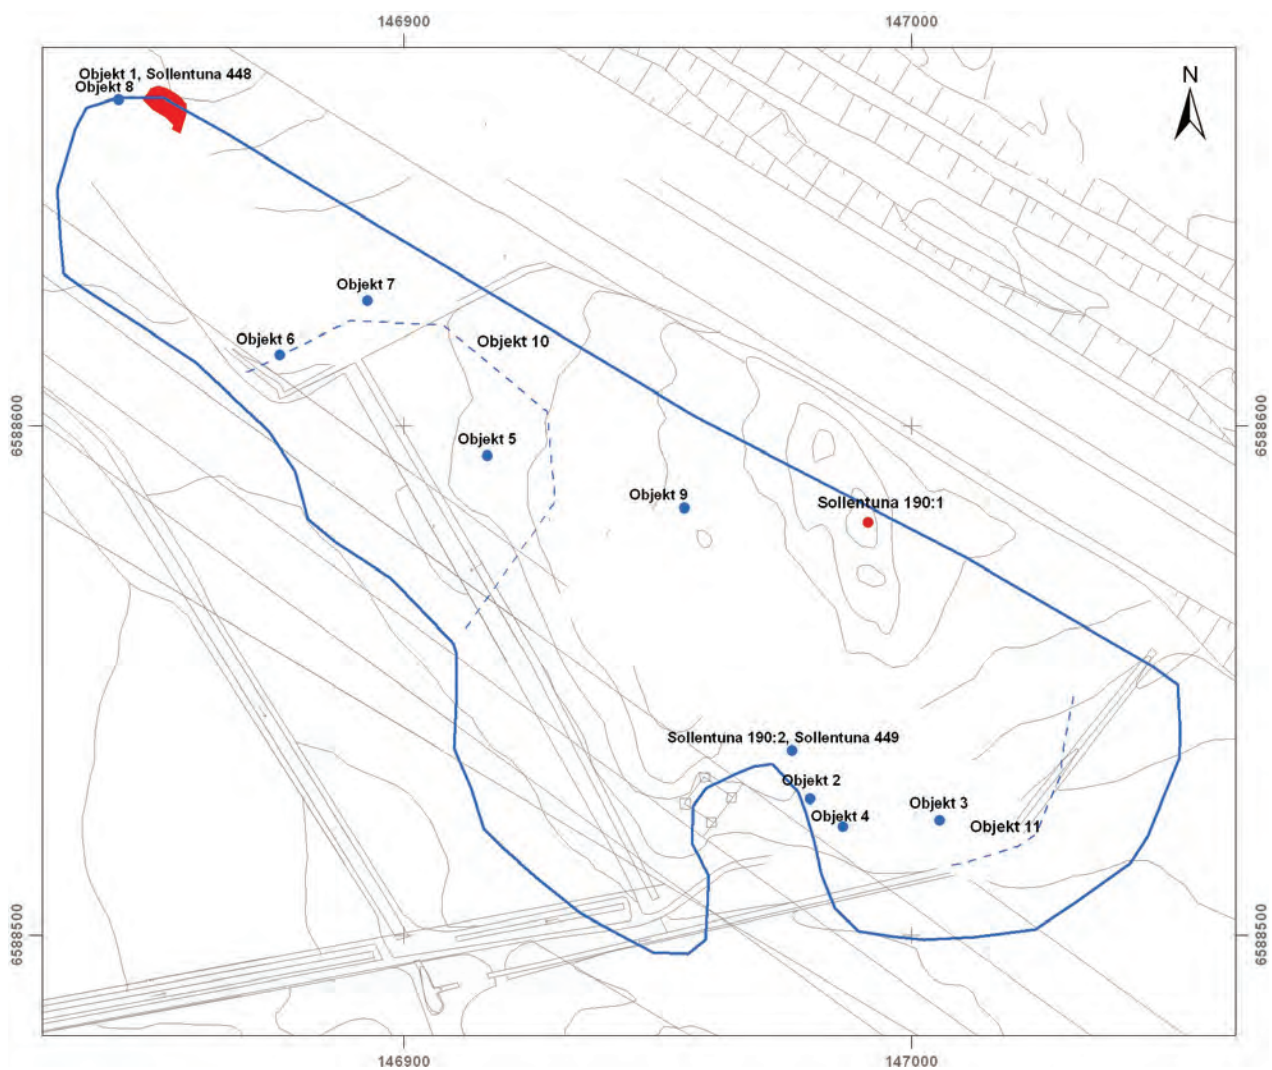 146900
147000
Objekt 1, Sollentuna 448
Objekt 8
N
Objekt 7
Objekt 6
Objekt 10
6588600
6588600
Objekt 5
Objekt 9
Sollentuna 190:1
Sollentuna 190:2, Sollentuna 449
Objekt 2
Objekt 3
Objekt 4
Objekt 11
6588500
6588500
146900
147000